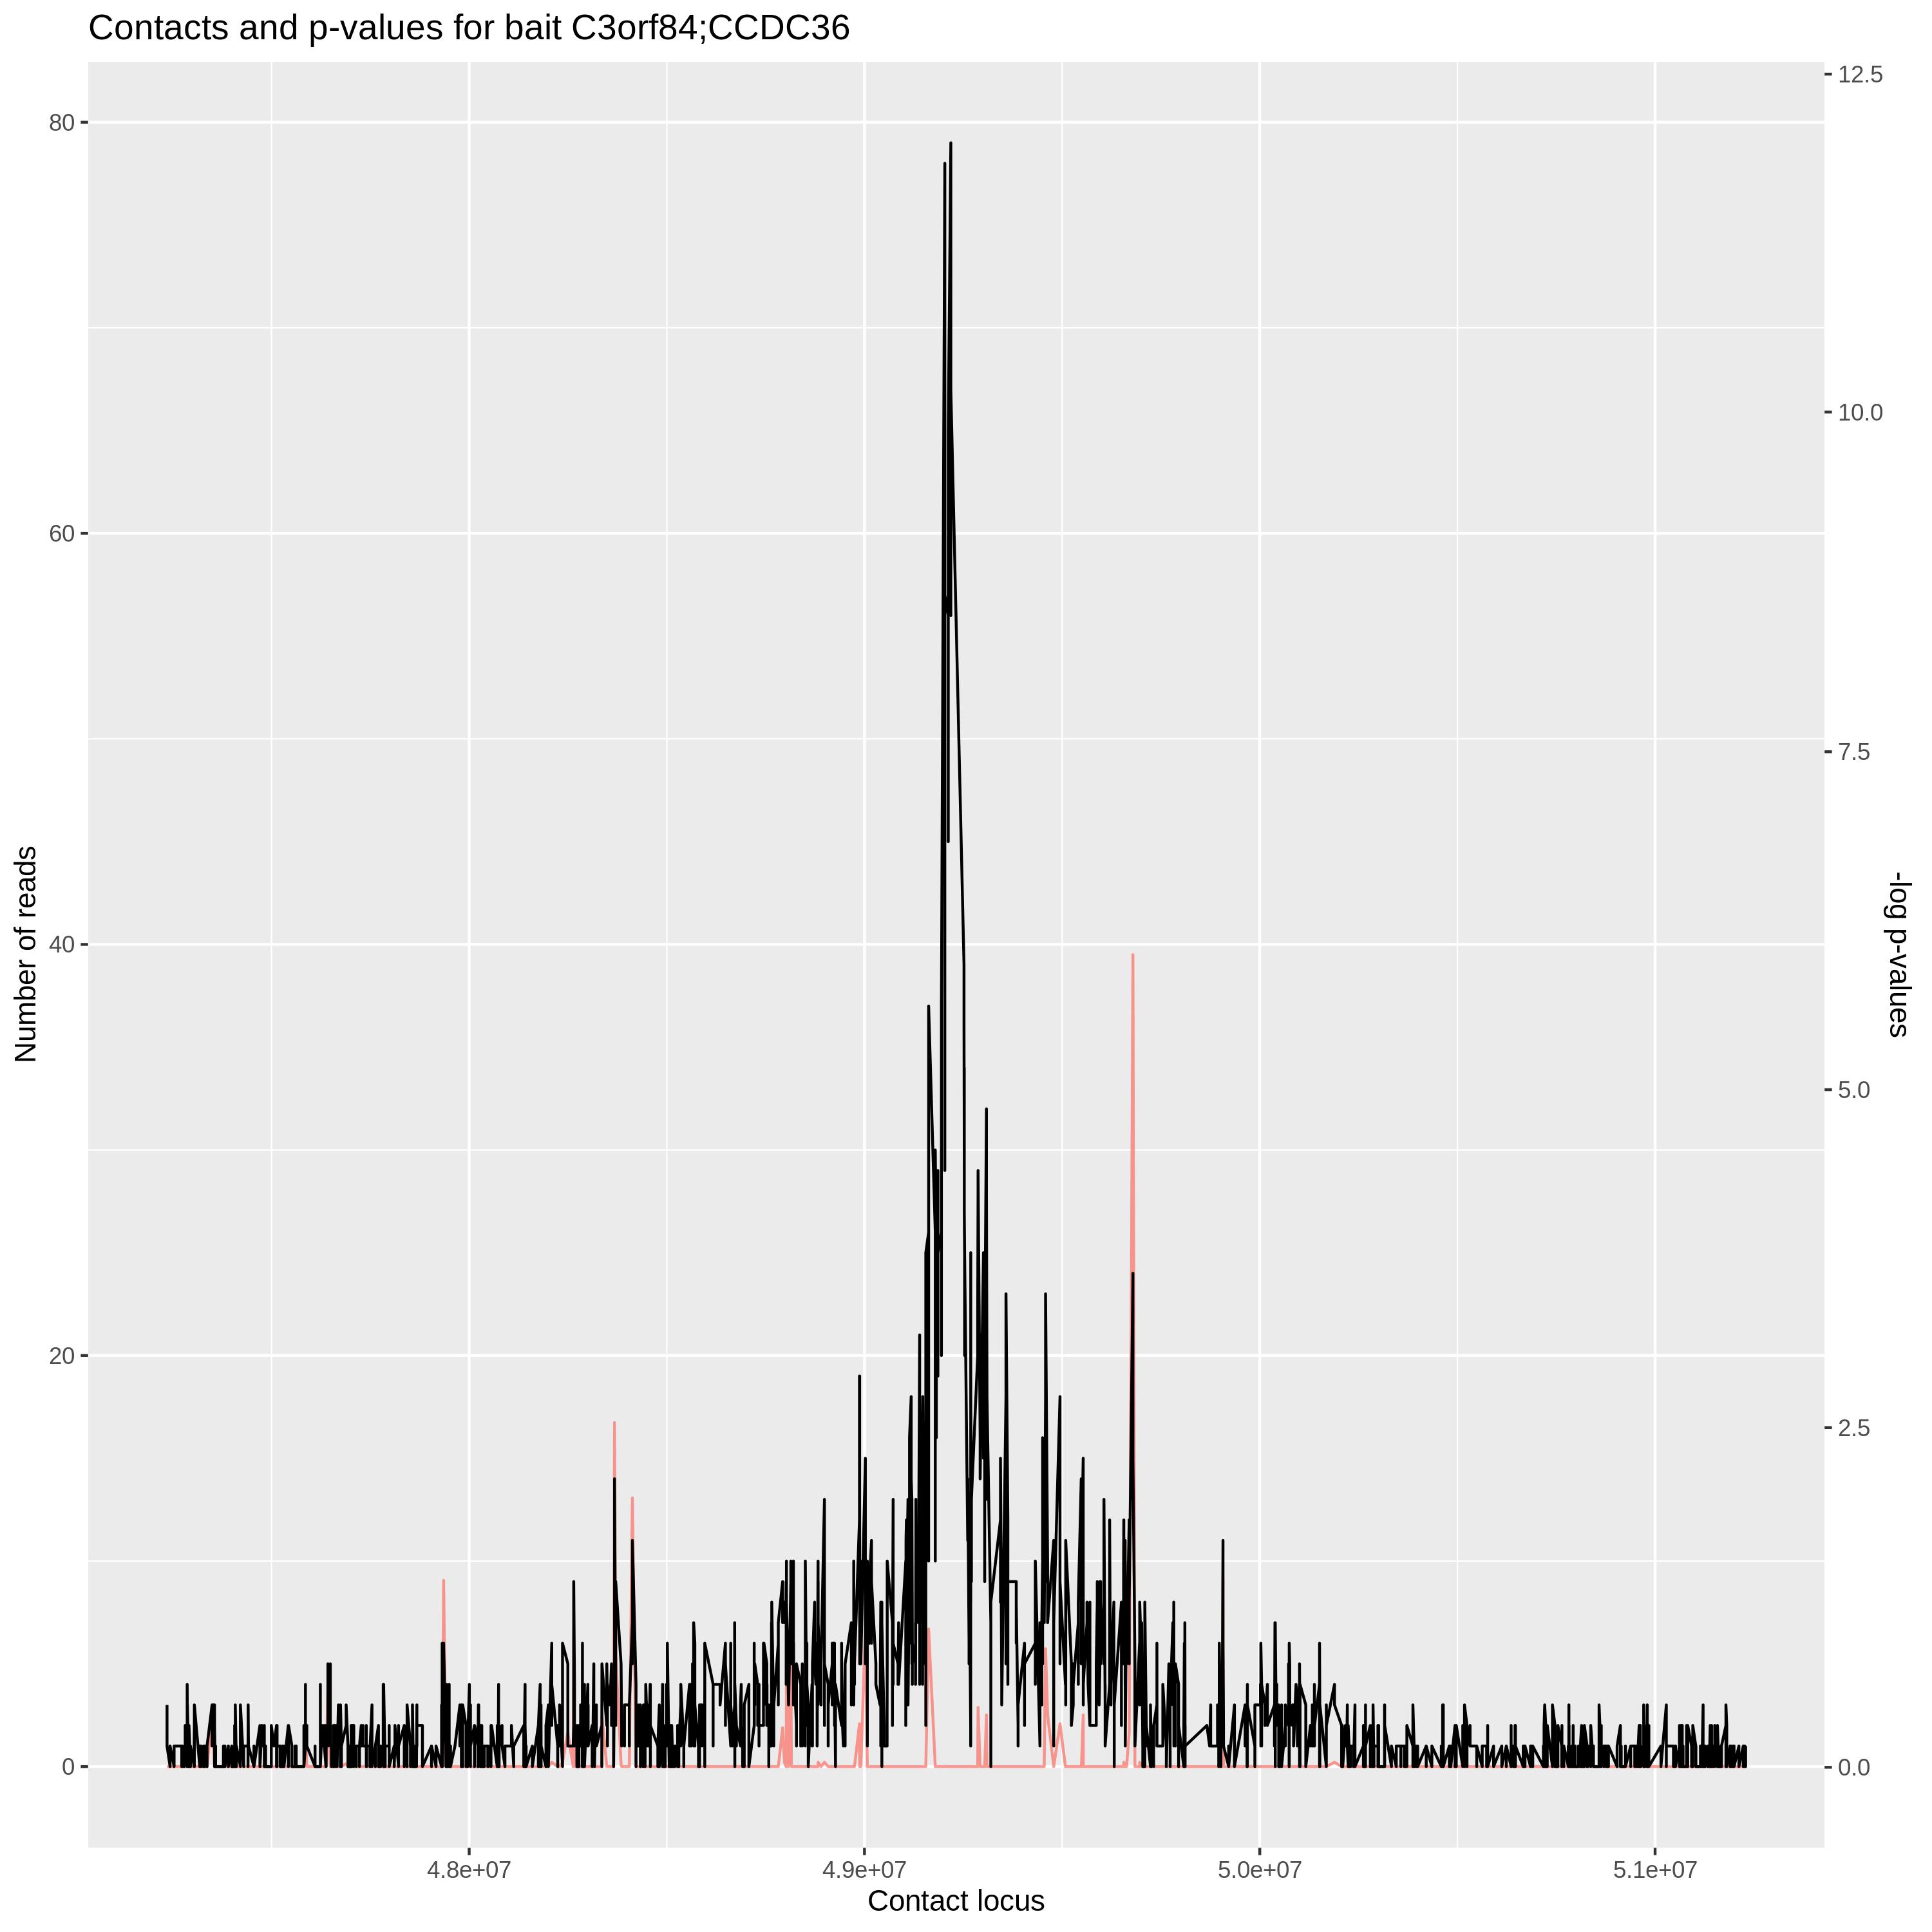 Contacts and p-values for bait C3orf84;CCDC36
80
60
40
20
0
Number of reads
12.5
10.0
7.5
5.0
2.5
0.0
-log p-values
4.8e+07
4.9e+07
5.0e+07
5.1e+07
Contact locus